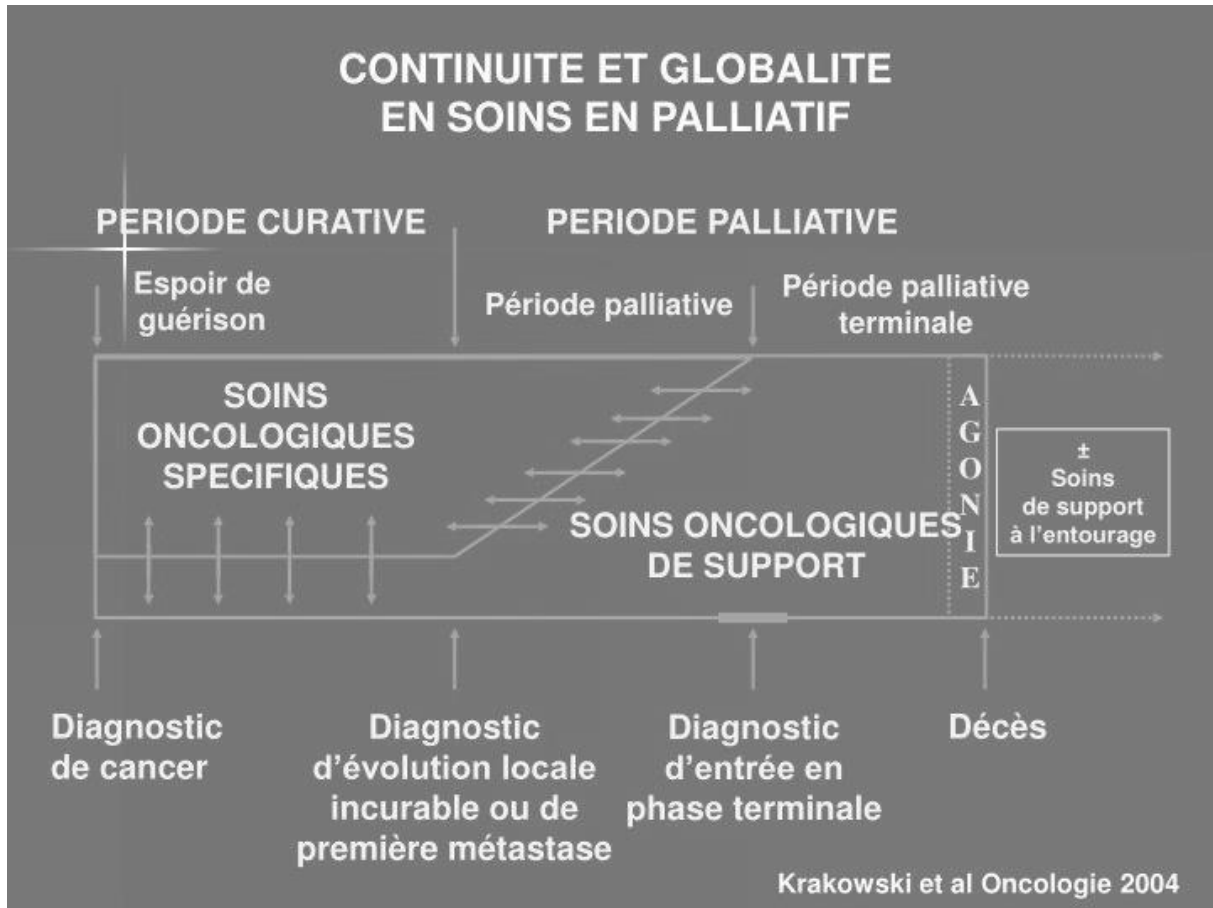 CONTINUITE ET GLOBALITE
EN SOINS EN PALLIATIF
PERIODE CURATIVE
PERIODE PALLIATIVE
Espoir de
guérison
Période palliative
Période palliative
terminale
SOINS
ONCOLOGIQUES
SPECIFIQUES
SOINS ONCOLOGIQUES
DE SUPPORT
A
G
O
N
I
E
±
Soins
de support
à l'entourage
Diagnostic
de cancer
Diagnostic
d'évolution locale
incurable ou de
première métastase
Diagnostic
d'entrée en
phase terminale
Décès
Krakowski et al Oncologie 2004